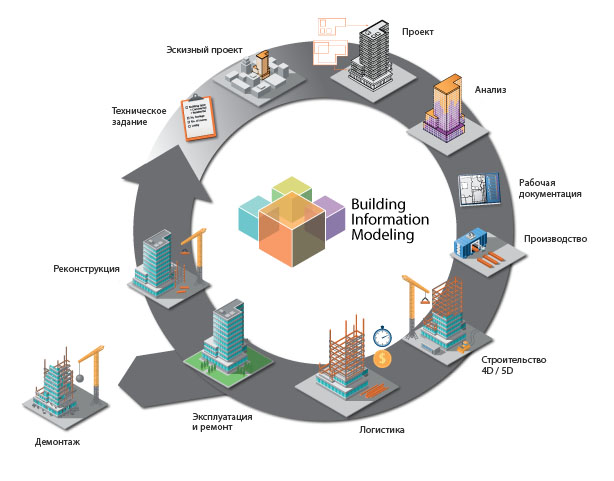 Проект
Эскизный проект
Анализ
Техническое
задание
Рабочая
документация
Building
Information
Modeling
Производство
Реконструкция
Строительство
4D / 5D
$
Эксплуатация
и ремонт
Логистика
Демонтаж